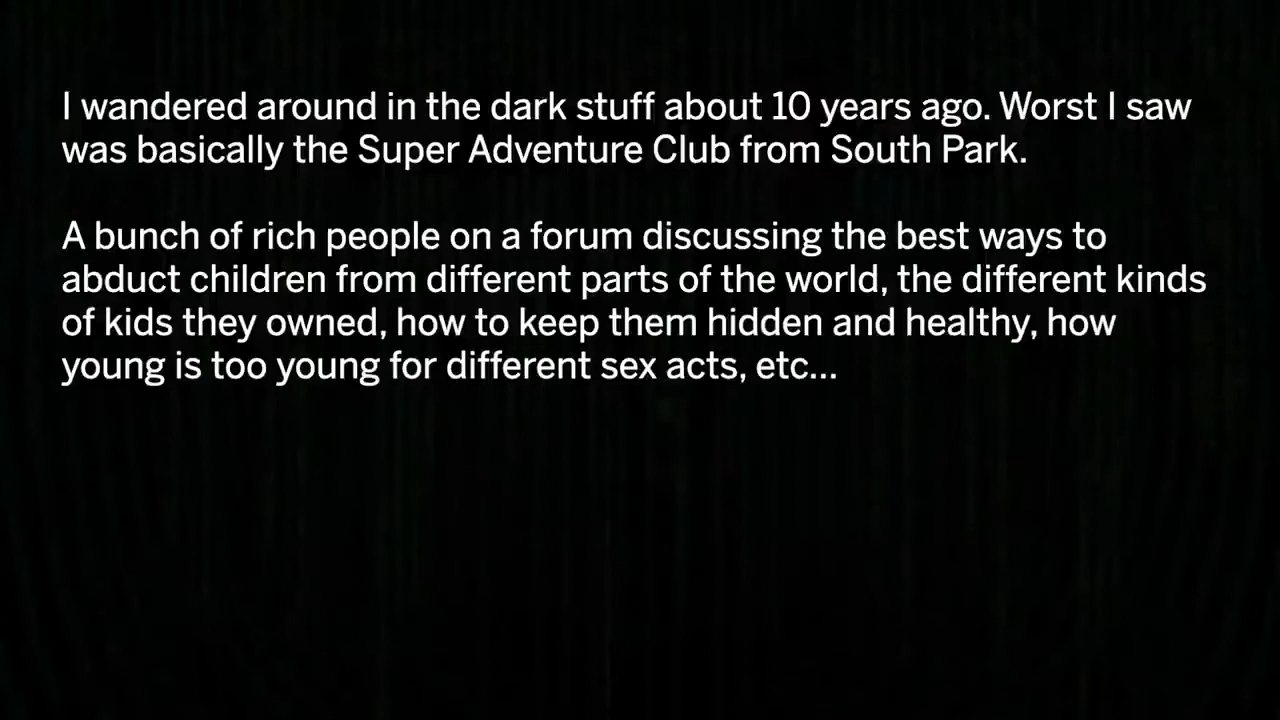 I wandered around in the dark stuff about 10 years ago. Worst I saw
was basically the Super Adventure Club from South Park.
A bunch of rich people on a forum discussing the best ways to
abduct children from different parts of the world, the different kinds
of kids they owned, how to keep them hidden and healthy, how
young is too young for different sex acts, etc...